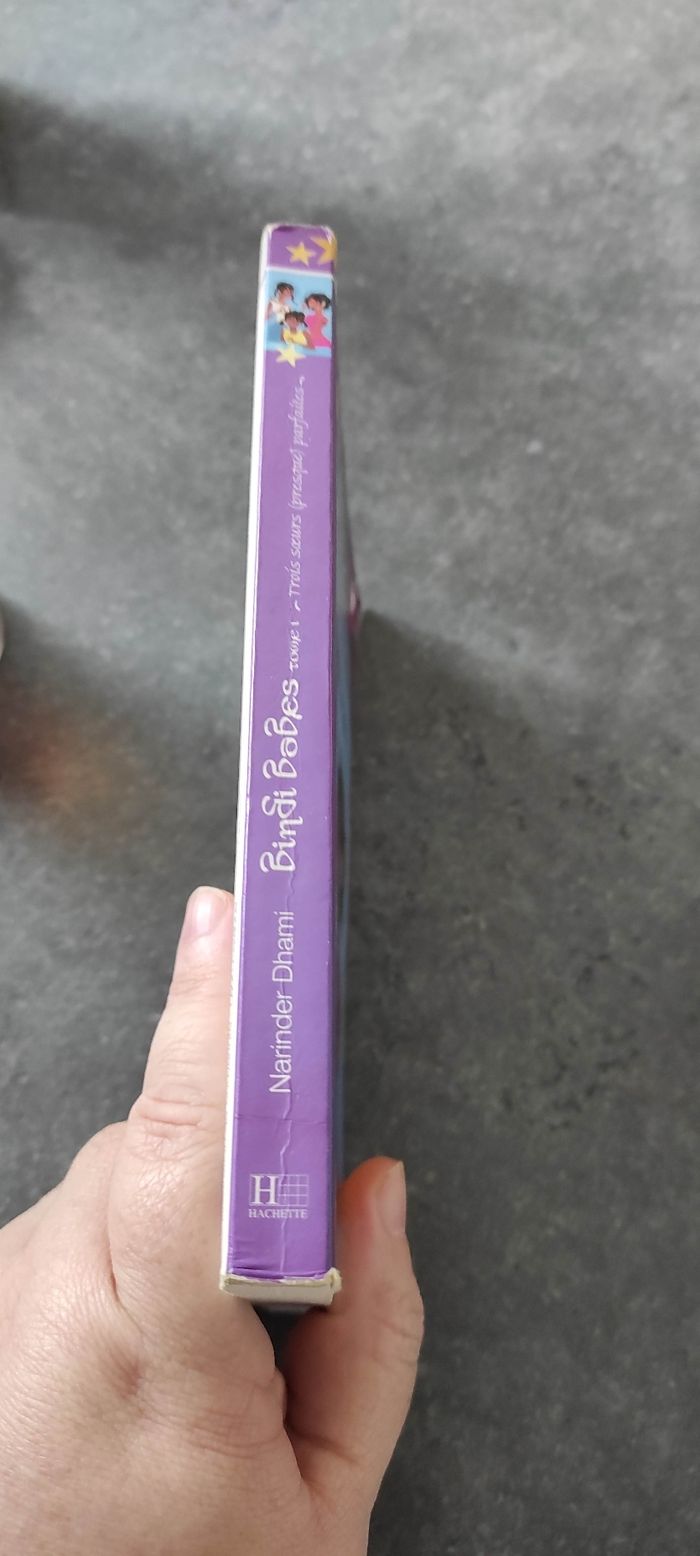 Narinder Dhami Bindi Babes TOME 1 Trois sœurs (presque) parfaites
H
HACHETTE